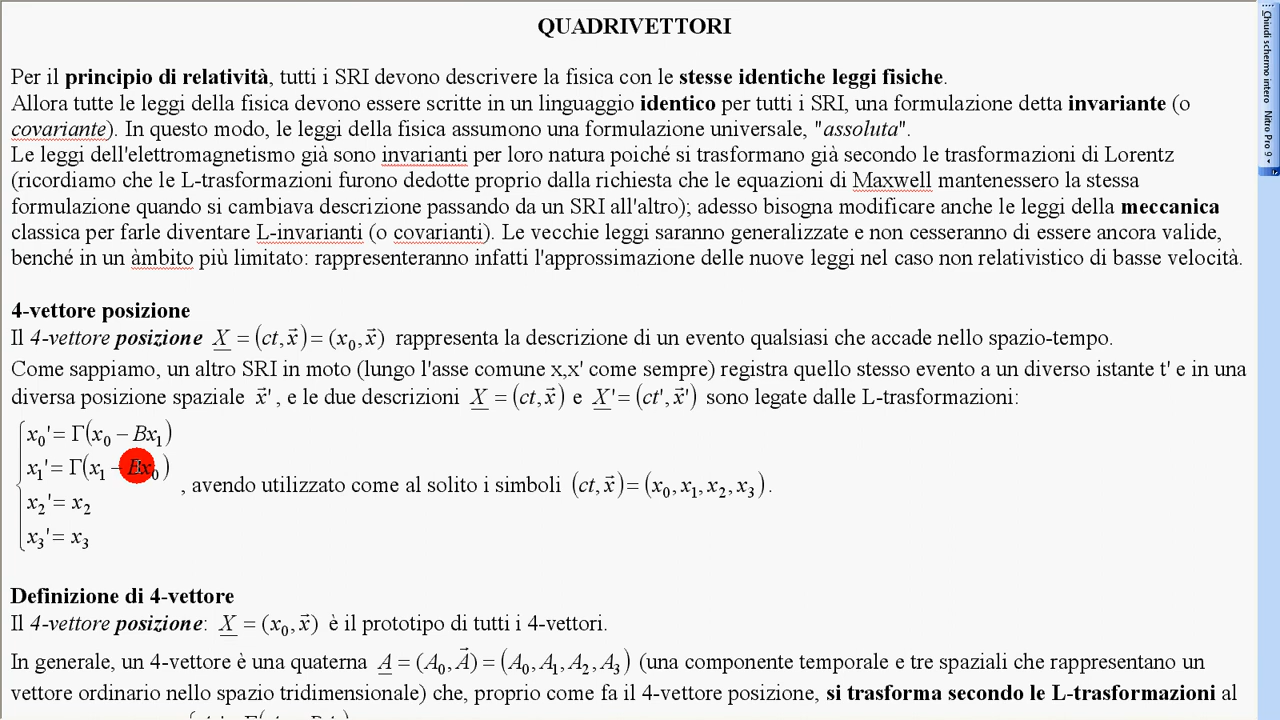 QUADRIVETTORI
Per il principio di relatività, tutti i SRI devono descrivere la fisica con le stesse identiche leggi fisiche.
Allora tutte le leggi della fisica devono essere scritte in un linguaggio identico per tutti i SRI, una formulazione detta invariante (o
covariante). In questo modo, le leggi della fisica assumono una formulazione universale, "assoluta".
Le leggi dell'elettromagnetismo già sono invarianti per loro natura poiché si trasformano già secondo le trasformazioni di Lorentz
(ricordiamo che le L-trasformazioni furono dedotte proprio dalla richiesta che le equazioni di Maxwell mantenessero la stessa
formulazione quando si cambiava descrizione passando da un SRI all'altro); adesso bisogna modificare anche le leggi della meccanica
classica per farle diventare L-invarianti (o covarianti). Le vecchie leggi saranno generalizzate e non cesseranno di essere ancora valide,
benché in un àmbito più limitato: rappresenteranno infatti l'approssimazione delle nuove leggi nel caso non relativistico di basse velocità.
4-vettore posizione
Il 4-vettore posizione X = (ct, x⃗) = (x₀, x⃗) rappresenta la descrizione di un evento qualsiasi che accade nello spazio-tempo.
Come sappiamo, un altro SRI in moto (lungo l'asse comune x,x' come sempre) registra quello stesso evento a un diverso istante t' e in una
diversa posizione spaziale x⃗', e le due descrizioni X = (ct, x⃗) e X' = (ct', x⃗') sono legate dalle L-trasformazioni:
x₀' = Γ(x₀ − Bx₁)
x₁' = Γ(x₁ − Bx₀)
x₂' = x₂
x₃' = x₃
, avendo utilizzato come al solito i simboli (ct, x⃗) = (x₀, x₁, x₂, x₃).
Definizione di 4-vettore
Il 4-vettore posizione: X = (x₀, x⃗) è il prototipo di tutti i 4-vettori.
In generale, un 4-vettore è una quaterna A = (A₀, A⃗) = (A₀, A₁, A₂, A₃) (una componente temporale e tre spaziali che rappresentano un
vettore ordinario nello spazio tridimensionale) che, proprio come fa il 4-vettore posizione, si trasforma secondo le L-trasformazioni al
Chiudi schermo intero Nitro Pro 9